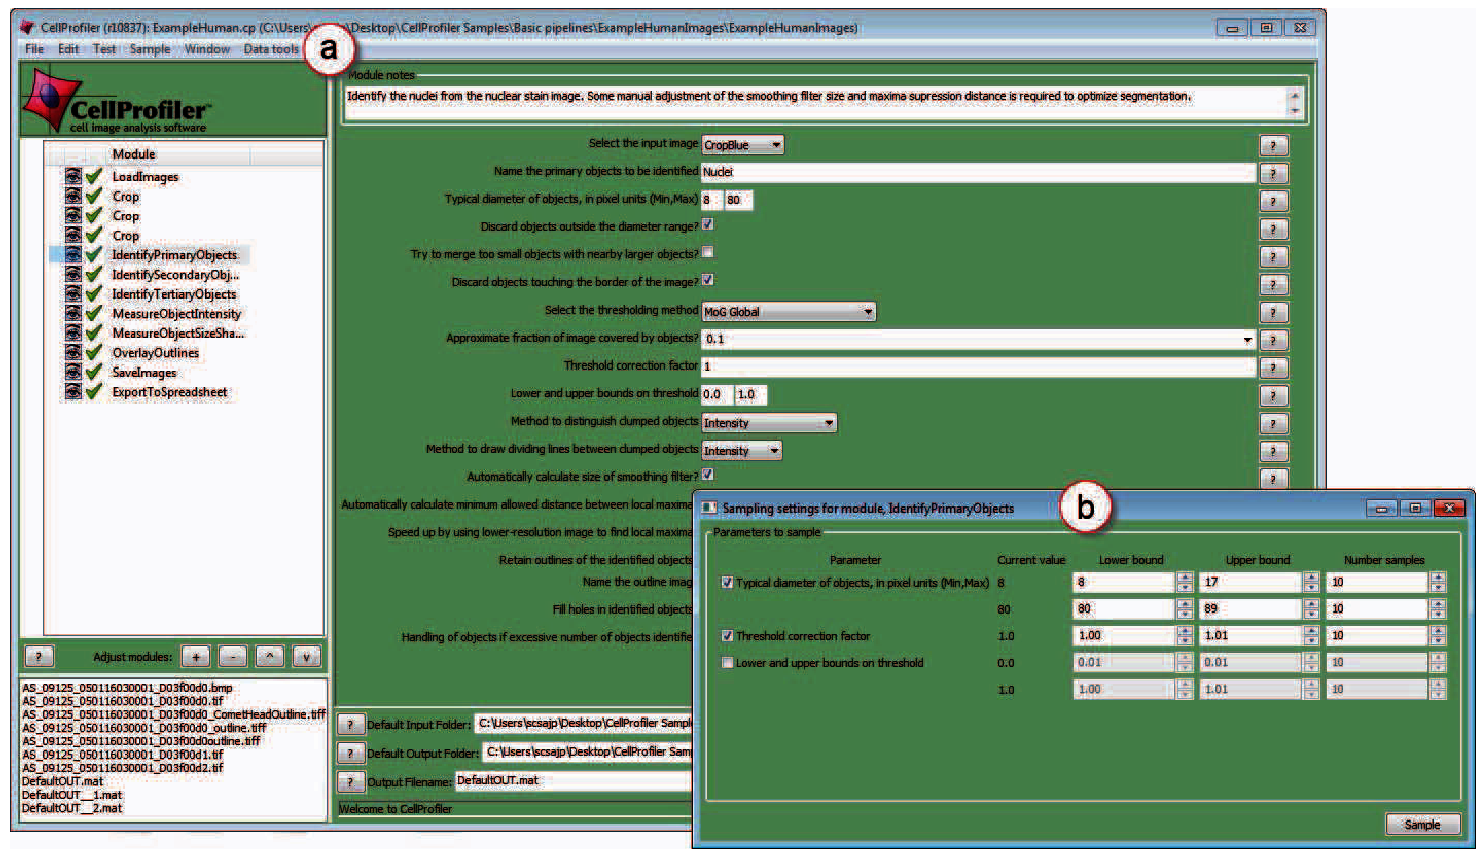 CellProfiler (r10837): ExampleHuman.cp (C:\Users\ \Desktop\CellProfiler Samples\Basic pipelines\ExampleHumanImages\ExampleHumanImages)
File Edit Test Sample Window Data tools
a
CellProfiler
cell image analysis software
Module
LoadImages
Crop
Crop
Crop
IdentifyPrimaryObjects
IdentifySecondaryObj...
IdentifyTertiaryObjects
MeasureObjectIntensity
MeasureObjectSizeSha...
OverlayOutlines
SaveImages
ExportToSpreadsheet
? Adjust modules: + - ^ v
AS_09125_050116030001_D03f00d0.bmp
AS_09125_050116030001_D03f00d0.tif
AS_09125_050116030001_D03f00d0_CometHeadOutline.tiff
AS_09125_050116030001_D03f00d0_outline.tiff
AS_09125_050116030001_D03f00d0outline.tiff
AS_09125_050116030001_D03f00d1.tif
AS_09125_050116030001_D03f00d2.tif
DefaultOUT.mat
DefaultOUT__1.mat
DefaultOUT__2.mat
Module notes
Identify the nuclei from the nuclear stain image. Some manual adjustment of the smoothing filter size and maxima supression distance is required to optimize segmentation.
Select the input image CropBlue ?
Name the primary objects to be identified Nuclei ?
Typical diameter of objects, in pixel units (Min,Max) 8 80 ?
Discard objects outside the diameter range? ?
Try to merge too small objects with nearby larger objects? ?
Discard objects touching the border of the image? ?
Select the thresholding method MoG Global ?
Approximate fraction of image covered by objects? 0.1 ?
Threshold correction factor 1 ?
Lower and upper bounds on threshold 0.0 1.0 ?
Method to distinguish clumped objects Intensity ?
Method to draw dividing lines between clumped objects Intensity ?
Automatically calculate size of smoothing filter? ?
Automatically calculate minimum allowed distance between local maxima
Speed up by using lower-resolution image to find local maxima
Retain outlines of the identified objects
Name the outline imag
Fill holes in identified objects
Handling of objects if excessive number of objects identifie
? Default Input Folder: C:\Users\scsajp\Desktop\CellProfiler Sampl
? Default Output Folder: C:\Users\scsajp\Desktop\CellProfiler Sam
? Output Filename: DefaultOUT.mat
Welcome to CellProfiler
Sampling settings for module, IdentifyPrimaryObjects
b
Parameters to sample
Parameter Current value Lower bound Upper bound Number samples
Typical diameter of objects, in pixel units (Min,Max) 8 8 17 10
80 80 89 10
Threshold correction factor 1.0 1.00 1.01 10
Lower and upper bounds on threshold 0.0 0.01 0.01 10
1.0 1.00 1.01 10
Sample